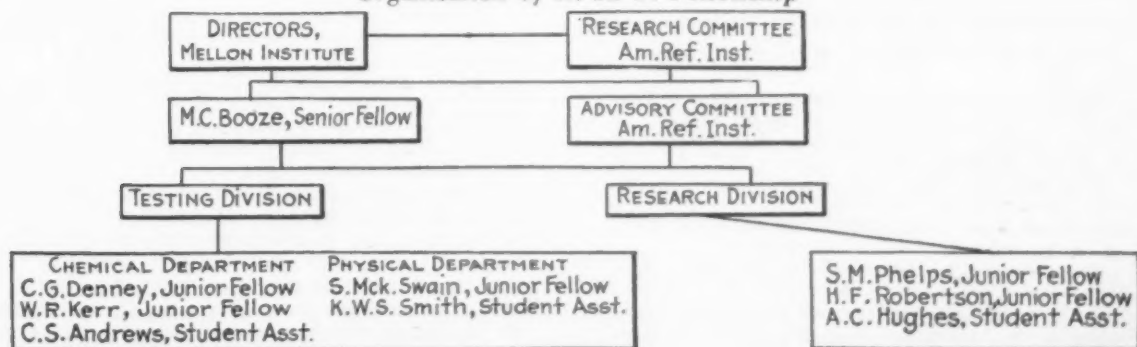 DIRECTORS,
MELLON INSTITUTE
RESEARCH COMMITTEE
Am. Ref. Inst.
M.C. Booze, Senior Fellow
ADVISORY COMMITTEE
Am. Ref. Inst.
TESTING DIVISION
RESEARCH DIVISION
CHEMICAL DEPARTMENT
C.G. Denney, Junior Fellow
W.R. Kerr, Junior Fellow
C.S. Andrews, Student Asst.
PHYSICAL DEPARTMENT
S. Mck. Swain, Junior Fellow
K.W.S. Smith, Student Asst.
S.M. Phelps, Junior Fellow
H.F. Robertson, Junior Fellow
A.C. Hughes, Student Asst.